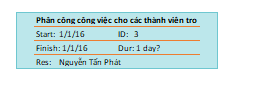 Phân công công việc cho các thành viên tro
Start: 1/1/16 ID: 3
Finish: 1/1/16 Dur: 1 day?
Res: Nguyễn Tấn Phát